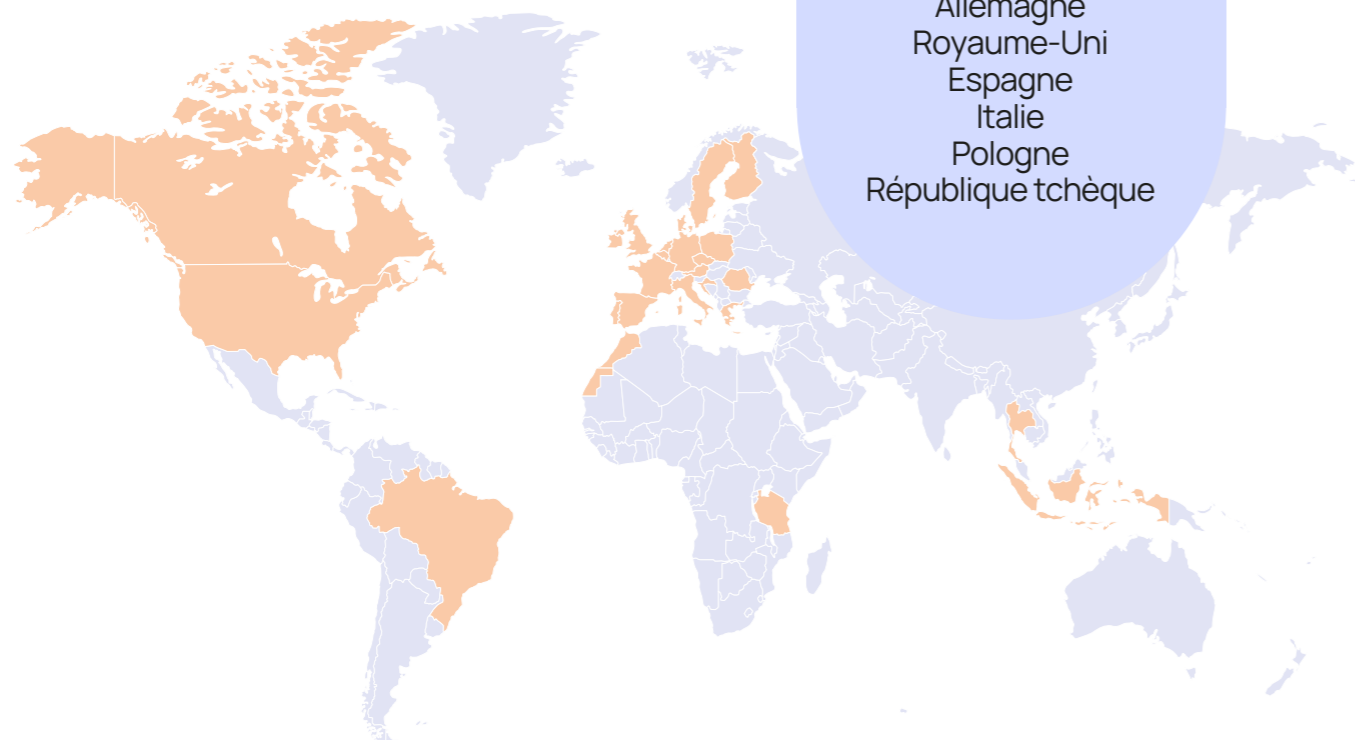 Allemagne
Royaume-Uni
Espagne
Italie
Pologne
République tchèque